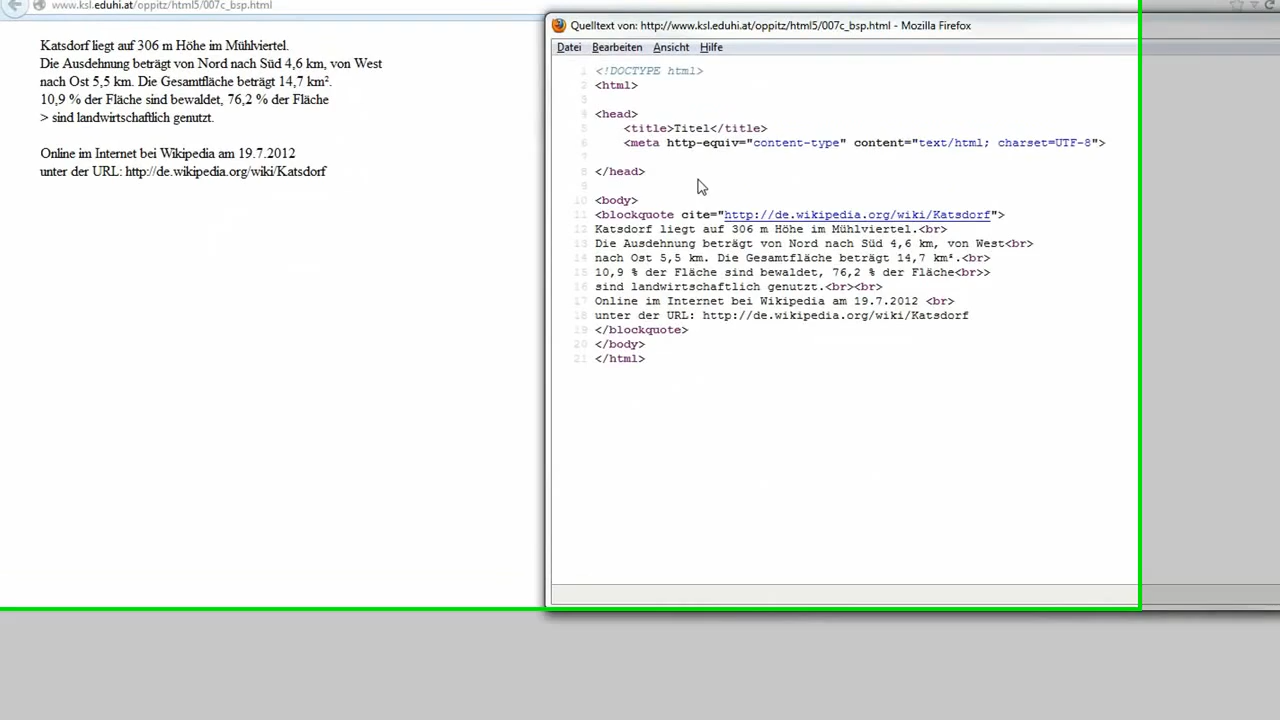 www.ksl.eduhi.at/oppitz/html5/007c_bsp.html
Katsdorf liegt auf 306 m Höhe im Mühlviertel.
Die Ausdehnung beträgt von Nord nach Süd 4,6 km, von West
nach Ost 5,5 km. Die Gesamtfläche beträgt 14,7 km².
10,9 % der Fläche sind bewaldet, 76,2 % der Fläche
> sind landwirtschaftlich genutzt.
Online im Internet bei Wikipedia am 19.7.2012
unter der URL: http://de.wikipedia.org/wiki/Katsdorf
Quelltext von: http://www.ksl.eduhi.at/oppitz/html5/007c_bsp.html - Mozilla Firefox
Datei Bearbeiten Ansicht Hilfe
1 <!DOCTYPE html>
2 <html>
3
4 <head>
5 <title>Titel</title>
6 <meta http-equiv="content-type" content="text/html; charset=UTF-8">
7
8 </head>
9
10 <body>
11 <blockquote cite="http://de.wikipedia.org/wiki/Katsdorf">
12 Katsdorf liegt auf 306 m Höhe im Mühlviertel.<br>
13 Die Ausdehnung beträgt von Nord nach Süd 4,6 km, von West<br>
14 nach Ost 5,5 km. Die Gesamtfläche beträgt 14,7 km².<br>
15 10,9 % der Fläche sind bewaldet, 76,2 % der Fläche<br>>
16 sind landwirtschaftlich genutzt.<br><br>
17 Online im Internet bei Wikipedia am 19.7.2012 <br>
18 unter der URL: http://de.wikipedia.org/wiki/Katsdorf
19 </blockquote>
20 </body>
21 </html>